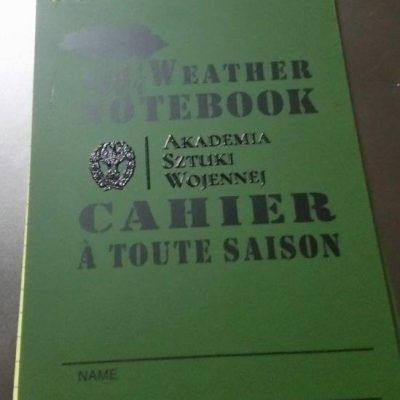 WEATHER
NOTEBOOK
AKADEMIA
SZTUKI
WOJENNEJ
CAHIER
À TOUTE SAISON
NAME